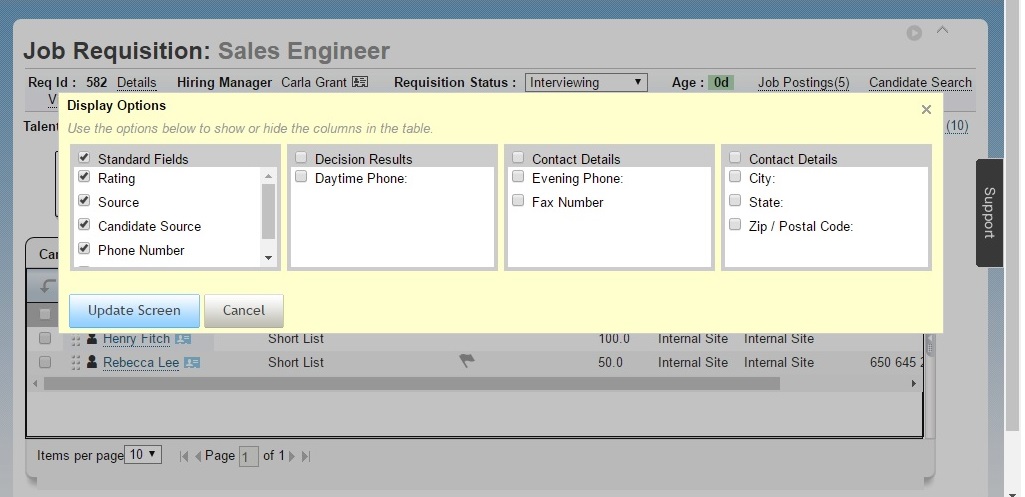 Job Requisition: Sales Engineer
Req Id : 582 Details Hiring Manager Carla Grant Requisition Status : Interviewing Age : 0d Job Postings(5) Candidate Search
V
Display Options
Talent
Use the options below to show or hide the columns in the table.
(10)
Standard Fields
Rating
Source
Candidate Source
Phone Number
Decision Results
Daytime Phone:
Contact Details
Evening Phone:
Fax Number
Contact Details
City:
State:
Zip / Postal Code:
Support
Update Screen Cancel
Henry Fitch Short List 100.0 Internal Site Internal Site
Rebecca Lee Short List 50.0 Internal Site Internal Site 650 645
Items per page 10 Page 1 of 1